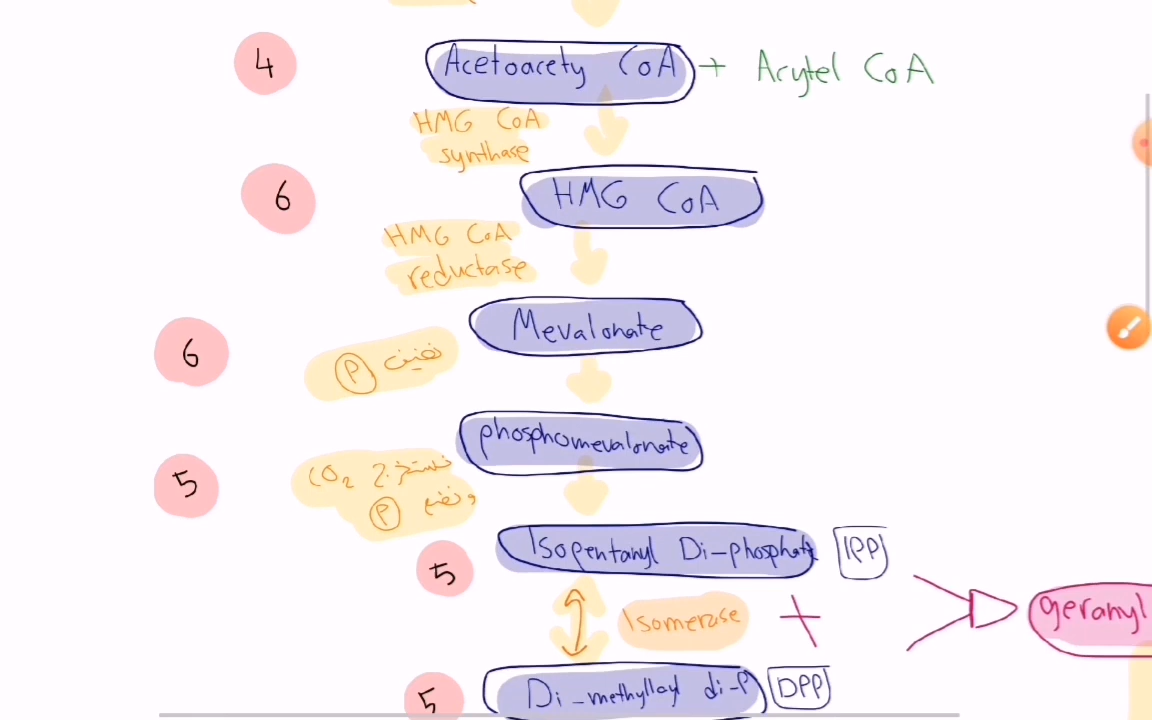 4 Acetoacety CoA + Acytel CoA
HMG CoA
synthase
6 HMG CoA
HMG CoA
reductase
Mevalonate
6 نضيف P
phosphomevalonate
5 نستخرج CO2
ونضيف P
Isopentanyl Di-phosphate IPP
5
Isomerase +
geranyl
5 Di-methyllayl di-P DPP